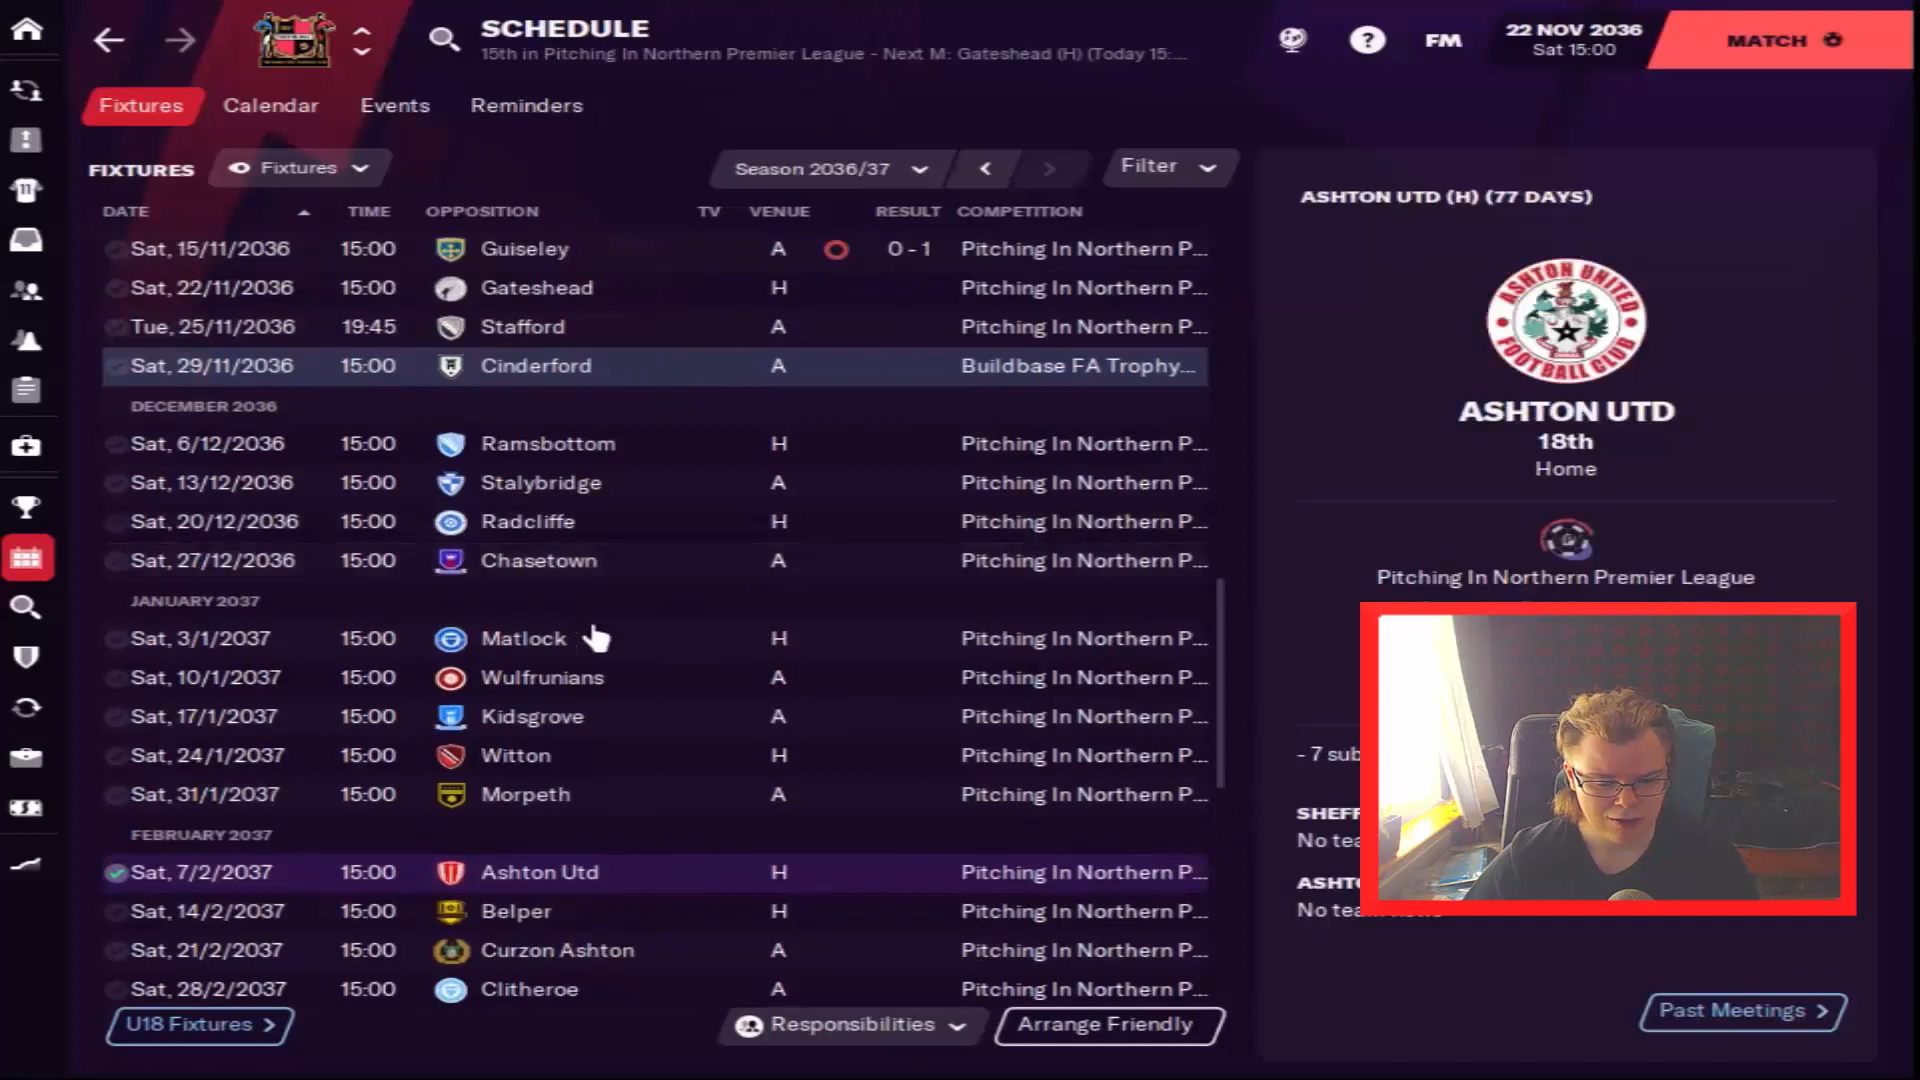 SCHEDULE
15th in Pitching In Northern Premier League - Next M: Gateshead (H) (Today 15:...
FM
22 NOV 2036
Sat 15:00
MATCH
Fixtures
Calendar
Events
Reminders
FIXTURES
Fixtures
Season 2036/37
Filter
DATE TIME OPPOSITION TV VENUE RESULT COMPETITION
Sat, 15/11/2036 15:00 Guiseley A 0 - 1 Pitching In Northern P...
Sat, 22/11/2036 15:00 Gateshead H Pitching In Northern P...
Tue, 25/11/2036 19:45 Stafford A Pitching In Northern P...
Sat, 29/11/2036 15:00 Cinderford A Buildbase FA Trophy...
DECEMBER 2036
Sat, 6/12/2036 15:00 Ramsbottom H Pitching In Northern P...
Sat, 13/12/2036 15:00 Stalybridge A Pitching In Northern P...
Sat, 20/12/2036 15:00 Radcliffe H Pitching In Northern P...
Sat, 27/12/2036 15:00 Chasetown A Pitching In Northern P...
JANUARY 2037
Sat, 3/1/2037 15:00 Matlock H Pitching In Northern P...
Sat, 10/1/2037 15:00 Wulfrunians A Pitching In Northern P...
Sat, 17/1/2037 15:00 Kidsgrove A Pitching In Northern P...
Sat, 24/1/2037 15:00 Witton H Pitching In Northern P...
Sat, 31/1/2037 15:00 Morpeth A Pitching In Northern P...
FEBRUARY 2037
Sat, 7/2/2037 15:00 Ashton Utd H Pitching In Northern P...
Sat, 14/2/2037 15:00 Belper H Pitching In Northern P...
Sat, 21/2/2037 15:00 Curzon Ashton A Pitching In Northern P...
Sat, 28/2/2037 15:00 Clitheroe A Pitching In Northern P...
U18 Fixtures
Responsibilities
Arrange Friendly
ASHTON UTD (H) (77 DAYS)
ASHTON UNITED
FOOTBALL CLUB
ASHTON UTD
18th
Home
Pitching In Northern Premier League
- 7 sub
SHEFF
No tea
ASHT
No tea
Past Meetings